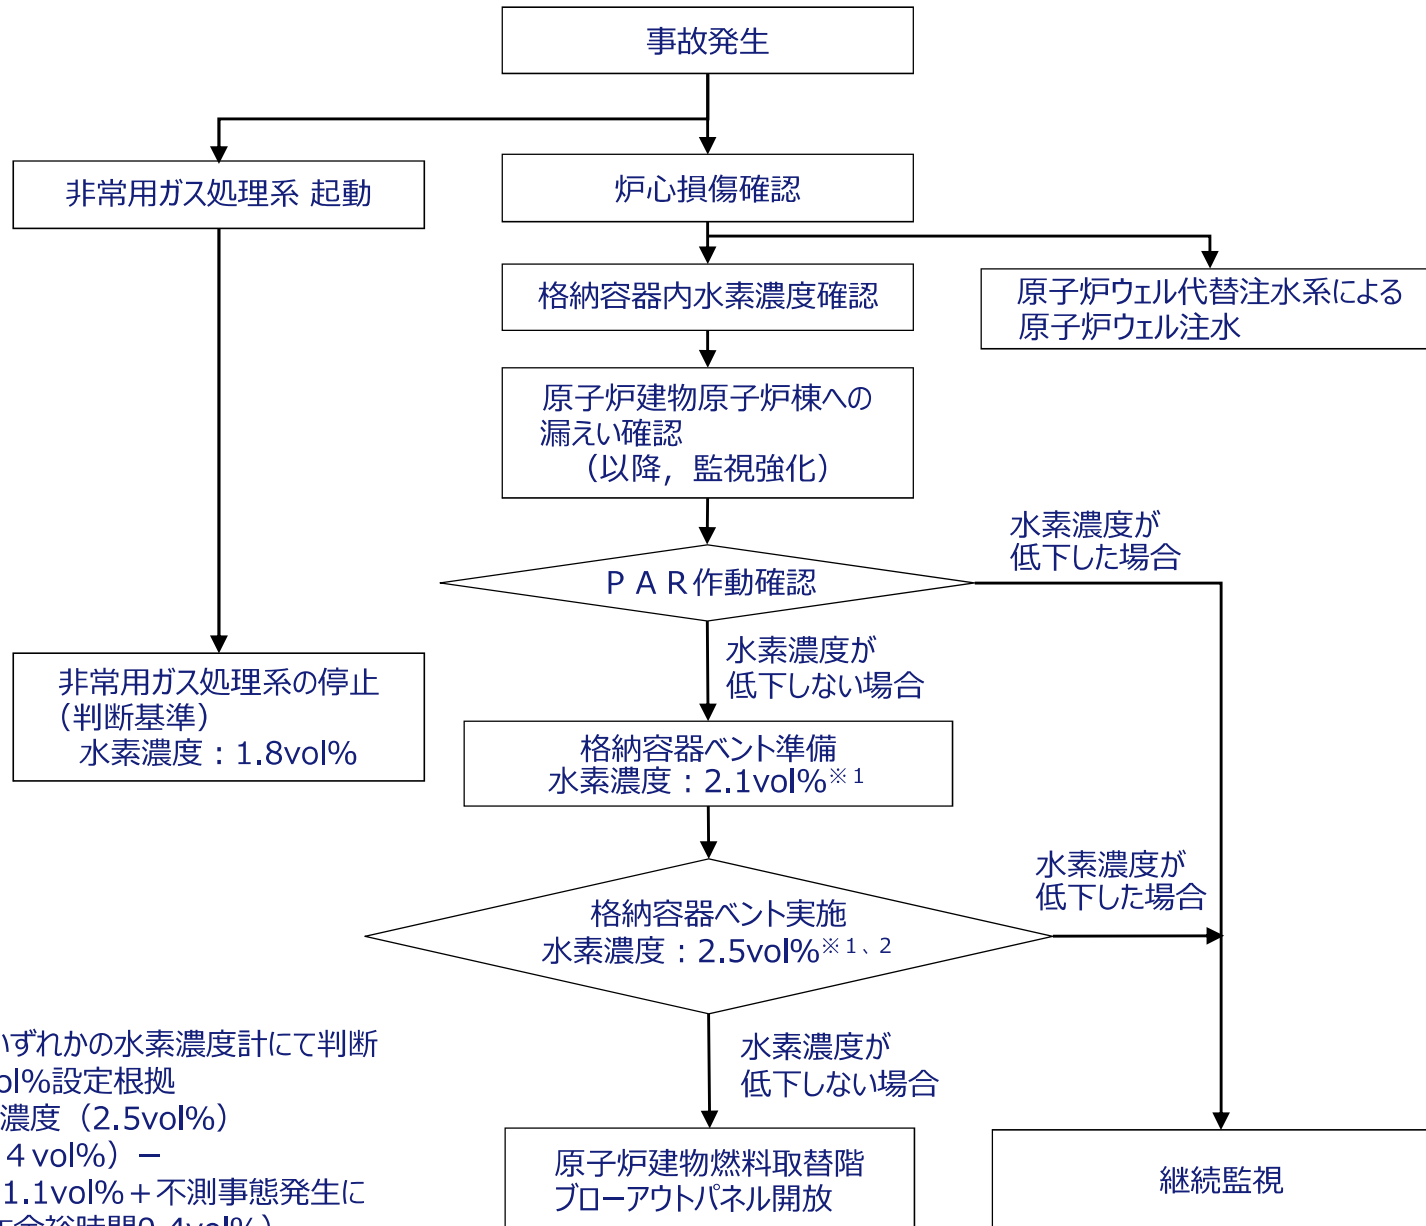 事故発生
非常用ガス処理系 起動
炉心損傷確認
格納容器内水素濃度確認
原子炉ウェル代替注水系による
原子炉ウェル注水
原子炉建物原子炉棟への
漏えい確認
（以降，監視強化）
水素濃度が
低下した場合
ＰＡＲ作動確認
水素濃度が
低下しない場合
非常用ガス処理系の停止
（判断基準）
水素濃度：1.8vol%
格納容器ベント準備
水素濃度：2.1vol%※1
水素濃度が
低下した場合
格納容器ベント実施
水素濃度：2.5vol%※1、2
水素濃度が
低下しない場合
いずれかの水素濃度計にて判断
ol%設定根拠
濃度（2.5vol%）
４vol%）－
1.1vol%＋不測事態発生に
余裕時間0.4vol%）
原子炉建物燃料取替階
ブローアウトパネル開放
継続監視